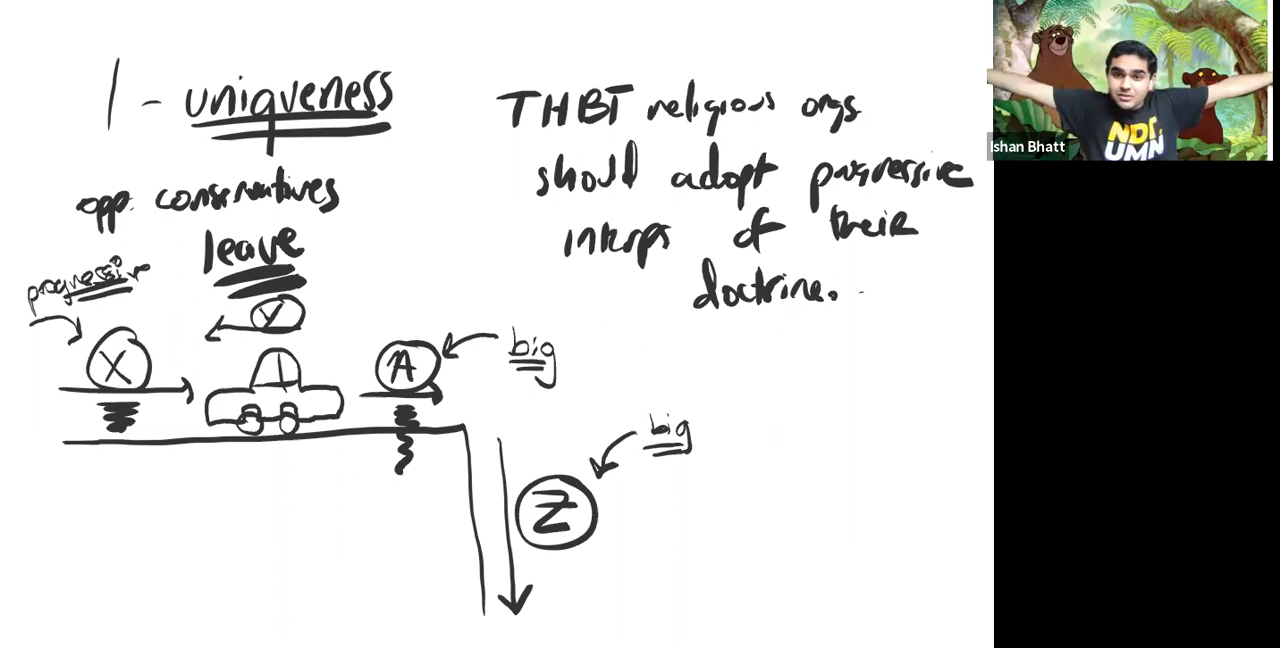 1 - uniqueness
opp: conservatives
leave
progressive
X
Y
A
big
big
Z
THBT religious orgs
should adopt progressive
interps of their
doctrine.
Ishan Bhatt
UMN